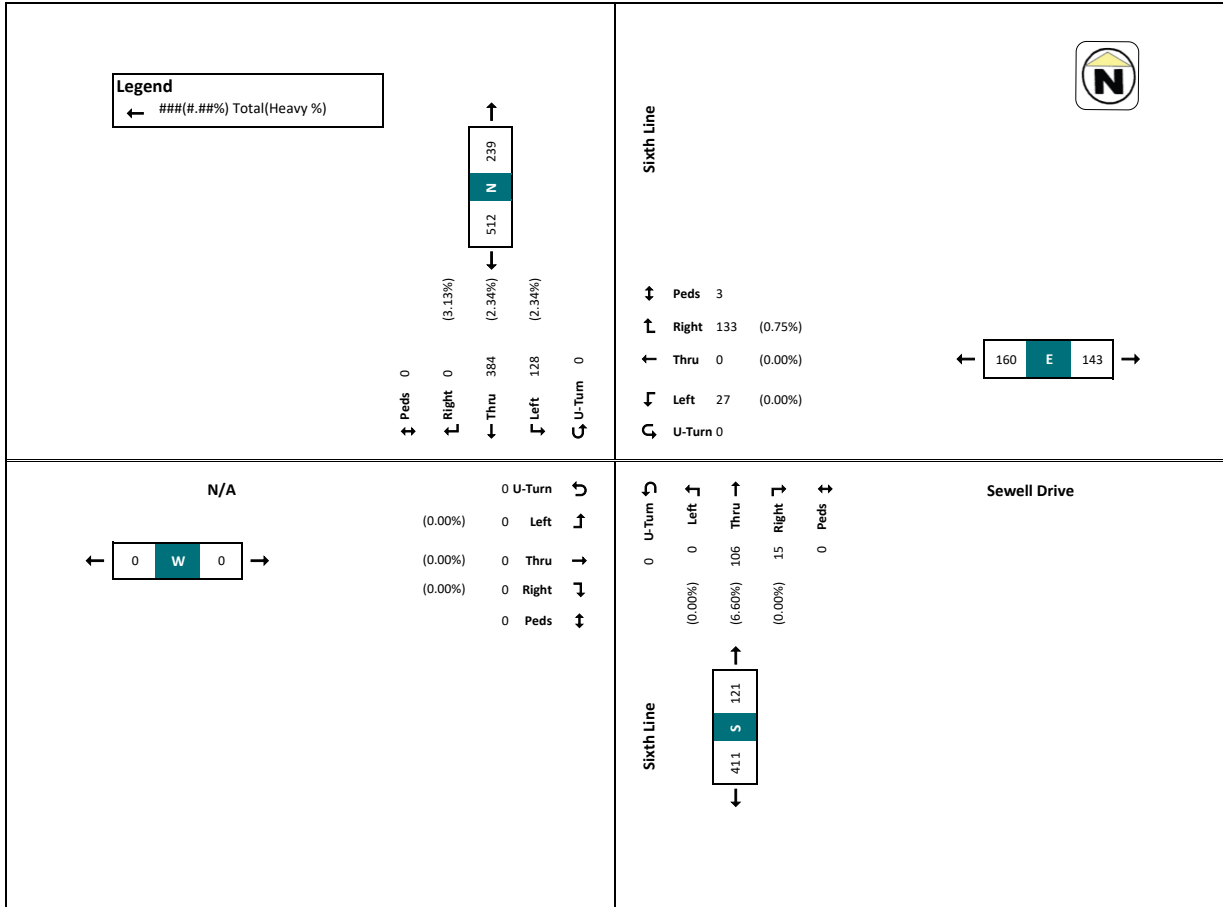 Legend
###(#.##%) Total(Heavy %)
239
N
512
(3.13%)
(2.34%)
(2.34%)
Peds 0
Right 0
Thru 384
Left 128
U-Turn 0
Sixth Line
N
Peds 3
Right 133 (0.75%)
Thru 0 (0.00%)
Left 27 (0.00%)
U-Turn 0
160 E 143
N/A
0 W 0
0 U-Turn
(0.00%) 0 Left
(0.00%) 0 Thru
(0.00%) 0 Right
0 Peds
U-Turn 0
Left 0 (0.00%)
Thru 106 (6.60%)
Right 15 (0.00%)
Peds 0
Sewell Drive
Sixth Line
121
S
411